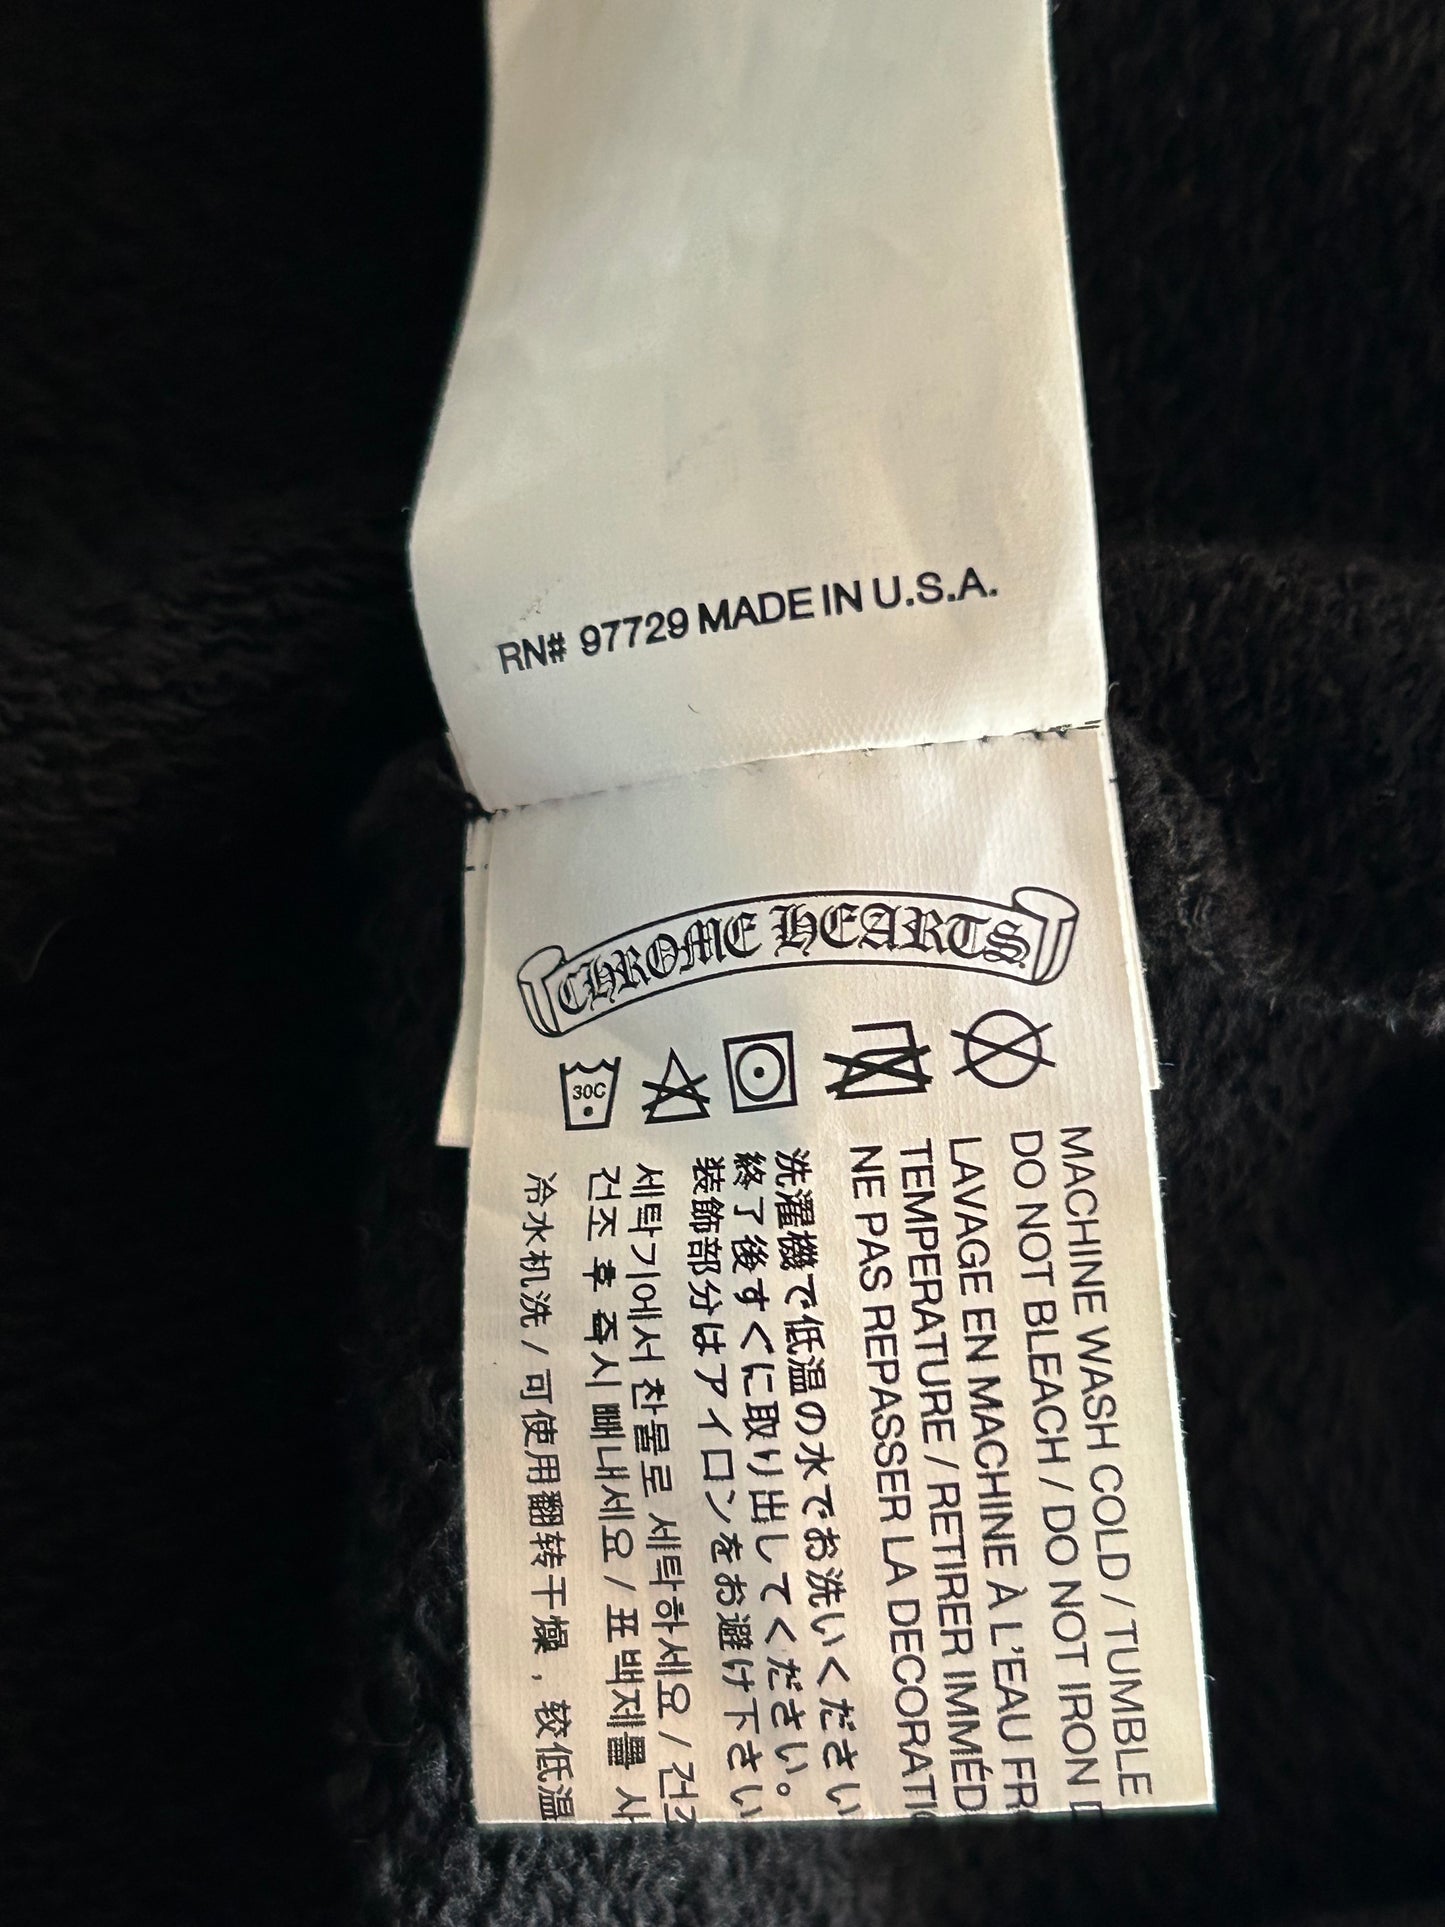 RN# 97729 MADE IN U.S.A.
CHROME HEARTS
30C
MACHINE WASH COLD / TUMBLE
DO NOT BLEACH / DO NOT IRON
LAVAGE EN MACHINE À L'EAU
TEMPERATURE / RETIRER
NE PAS REPASSER LA
洗濯機で低温の水でお洗いください
終了後すぐに取り出してください。
装飾部分はアイロンをお避け下さい
세탁기에서 찬물로 세탁하세요 /
건조 후 즉시 빼내세요 / 표백제를
冷水机洗 / 可使用翻转干燥，较低温